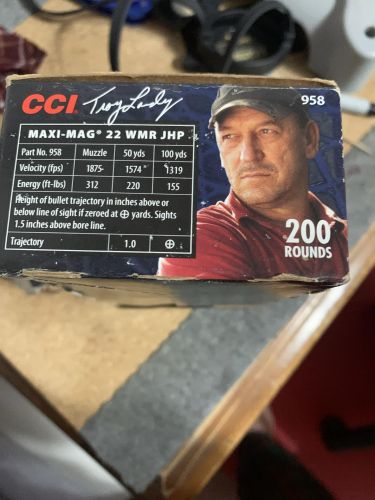 CCI Troy Landry 958
MAXI-MAG® 22 WMR JHP
Part No. 958 Muzzle 50 yds 100 yds
Velocity (fps) 1875 1574 1319
Energy (ft-lbs) 312 220 155
Height of bullet trajectory in inches above or
below line of sight if zeroed at ⊕ yards. Sights
1.5 inches above bore line.
Trajectory 1.0 ⊕
200
ROUNDS